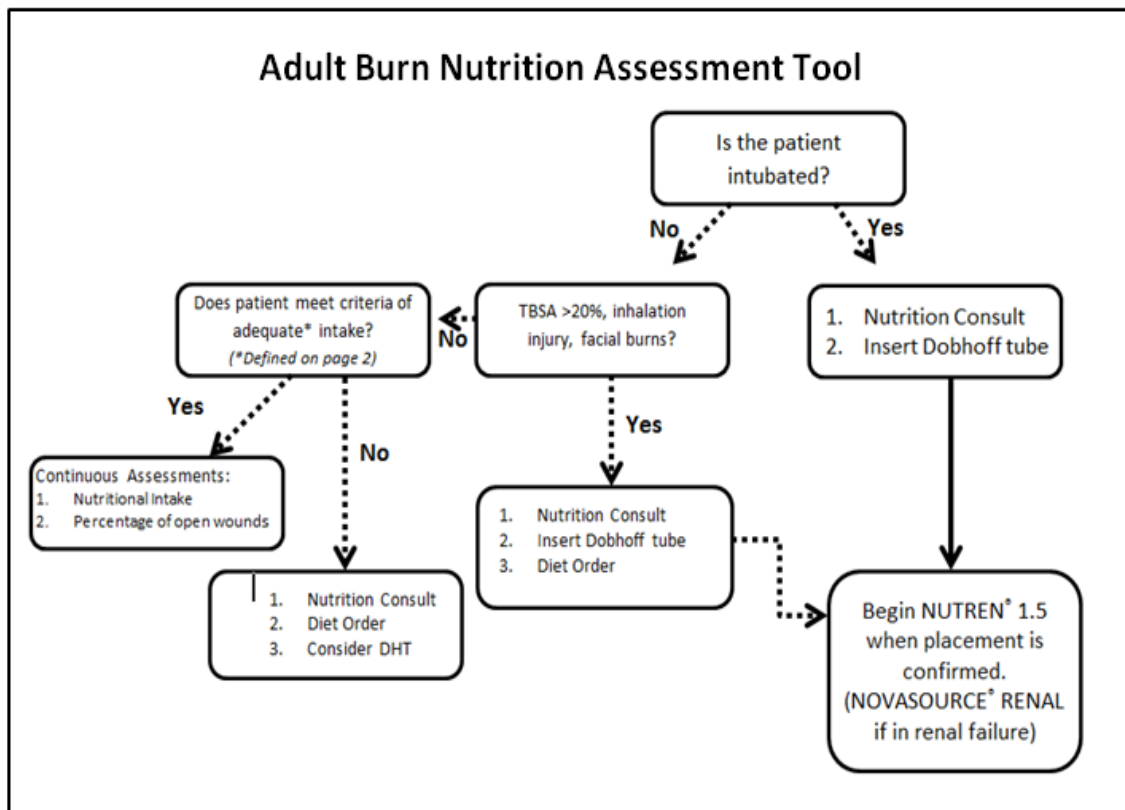 Adult Burn Nutrition Assessment Tool
Is the patient
intubated?
No
Yes
Does patient meet criteria of
adequate* intake?
(*Defined on page 2)
No
TBSA >20%, inhalation
injury, facial burns?
1. Nutrition Consult
2. Insert Dobhoff tube
Yes
No
Yes
Continuous Assessments:
1. Nutritional Intake
2. Percentage of open wounds
1. Nutrition Consult
2. Diet Order
3. Consider DHT
1. Nutrition Consult
2. Insert Dobhoff tube
3. Diet Order
Begin NUTREN® 1.5
when placement is
confirmed.
(NOVASOURCE® RENAL
if in renal failure)